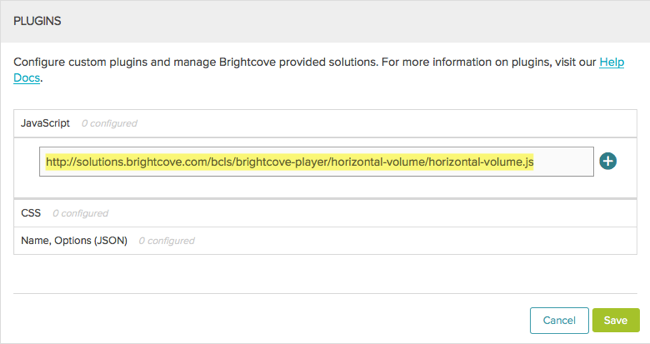 PLUGINS
Configure custom plugins and manage Brightcove provided solutions. For more information on plugins, visit our Help
Docs.
JavaScript 0 configured
http://solutions.brightcove.com/bcls/brightcove-player/horizontal-volume/horizontal-volume.js
CSS 0 configured
Name, Options (JSON) 0 configured
Cancel Save